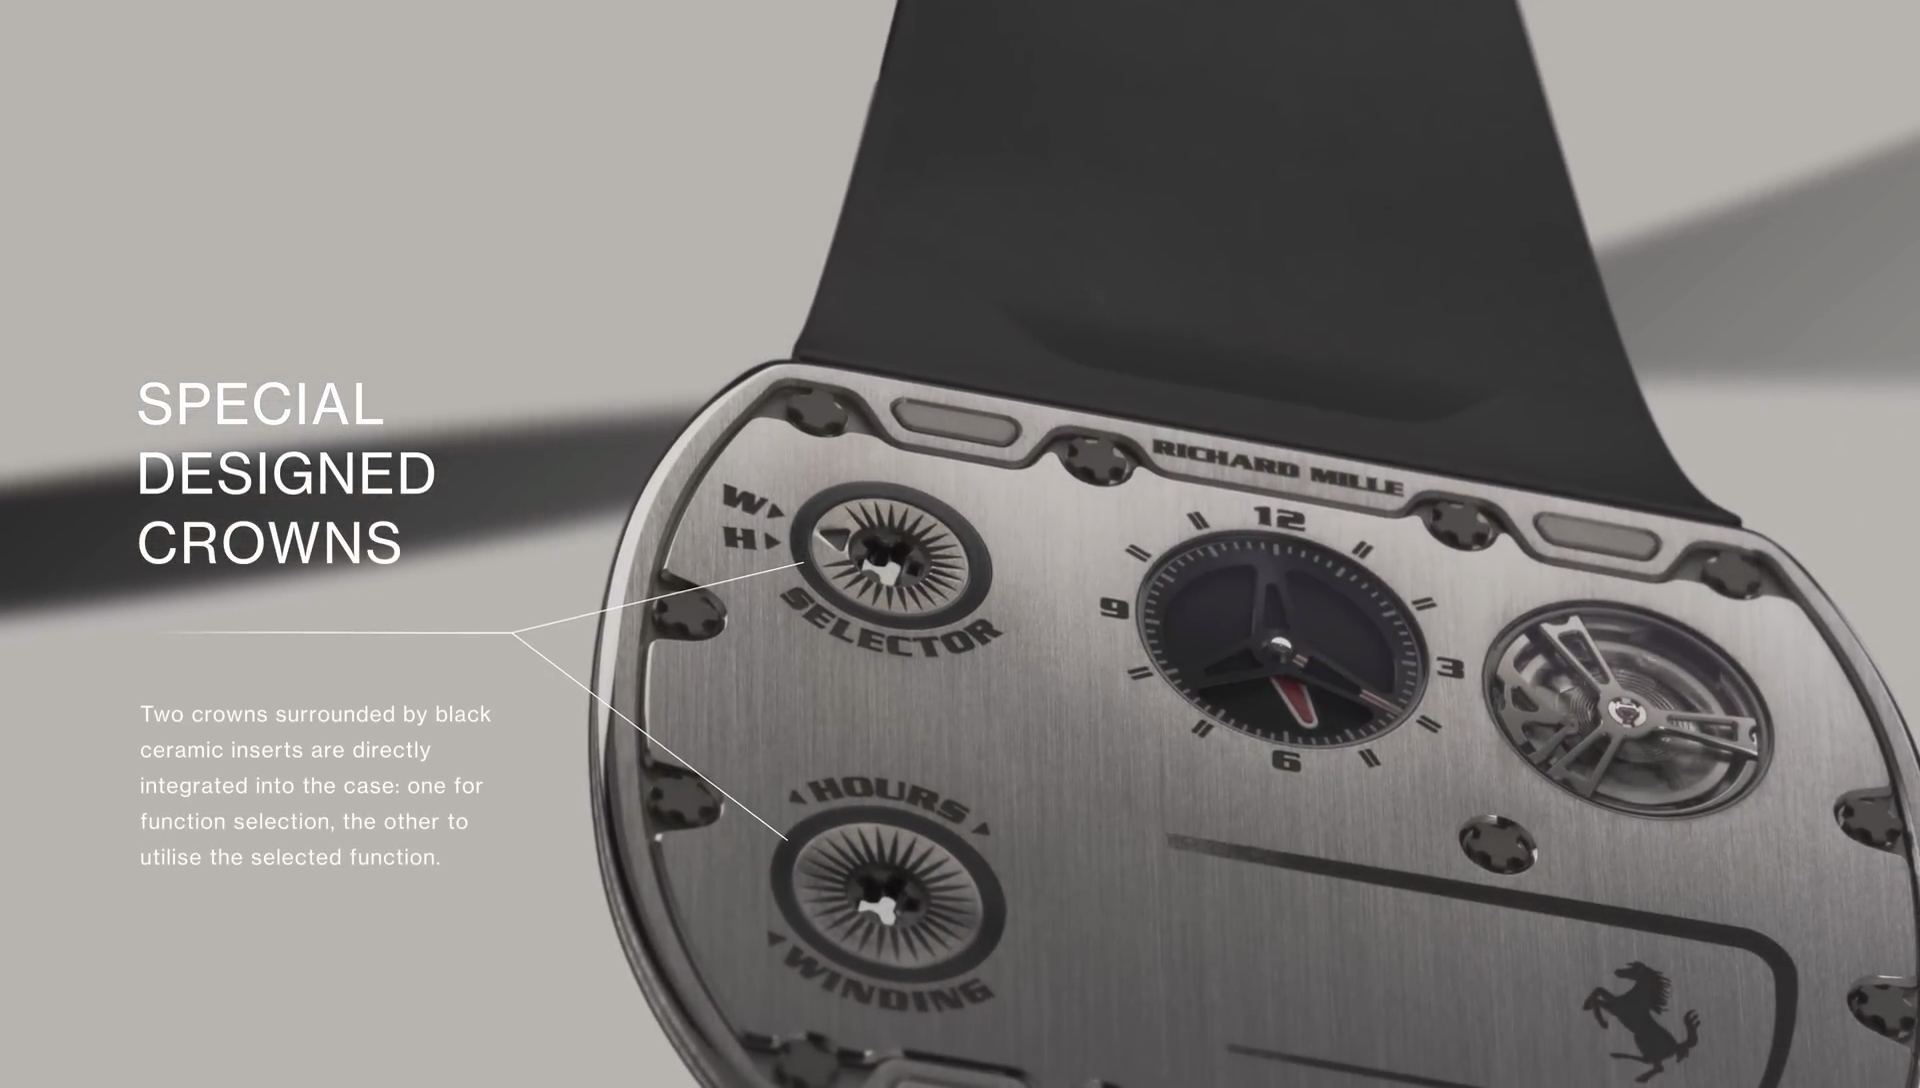 SPECIAL
DESIGNED
CROWNS
Two crowns surrounded by black
ceramic inserts are directly
integrated into the case: one for
function selection, the other to
utilise the selected function.
RICHARD MILLE
W
H
SELECTOR
12
9
3
6
HOURS
WINDING